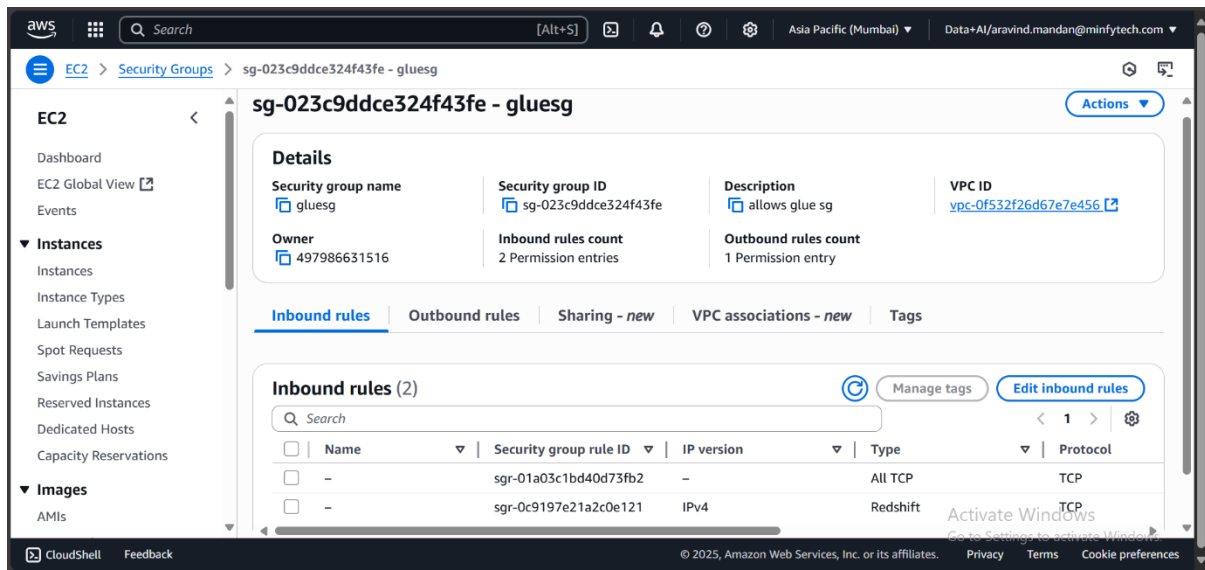 aws Search [Alt+S] Asia Pacific (Mumbai) ▼ Data+AI/aravind.mandan@minfytech.com ▼
EC2 > Security Groups > sg-023c9ddce324f43fe - gluesg
EC2
Dashboard
EC2 Global View
Events
Instances
Instances
Instance Types
Launch Templates
Spot Requests
Savings Plans
Reserved Instances
Dedicated Hosts
Capacity Reservations
Images
AMIs
sg-023c9ddce324f43fe - gluesg Actions ▼
Details
Security group name Security group ID Description VPC ID
gluesg sg-023c9ddce324f43fe allows glue sg vpc-0f532f26d67e7e456
Owner Inbound rules count Outbound rules count
497986631516 2 Permission entries 1 Permission entry
Inbound rules Outbound rules Sharing - new VPC associations - new Tags
Inbound rules (2) Manage tags Edit inbound rules
Search < 1 >
Name Security group rule ID IP version Type Protocol
– sgr-01a03c1bd40d73fb2 – All TCP TCP
– sgr-0c9197e21a2c0e121 IPv4 Redshift TCP
Activate Windows
Go to Settings to activate Windows.
CloudShell Feedback © 2025, Amazon Web Services, Inc. or its affiliates. Privacy Terms Cookie preferences